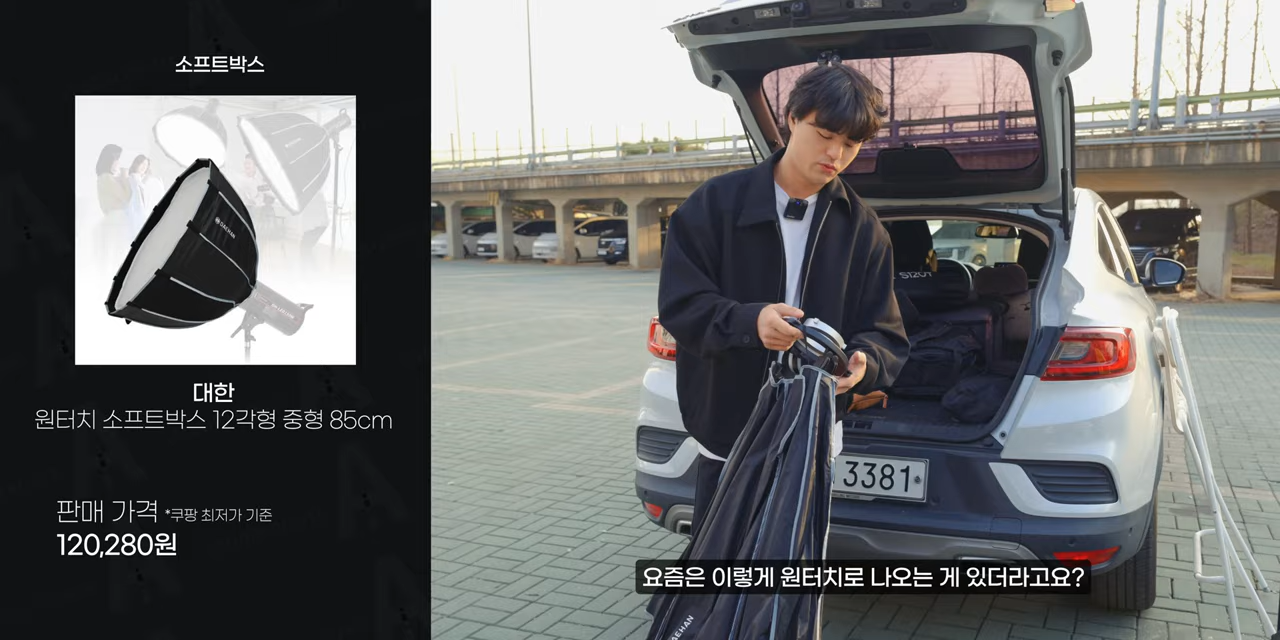 소프트박스
DAEHAN
대한
원터치 소프트박스 12각형 중형 85cm
판매 가격 *쿠팡 최저가 기준
120,280원
S120T
3381
요즘은 이렇게 원터치로 나오는 게 있더라고요?
DAEHAN